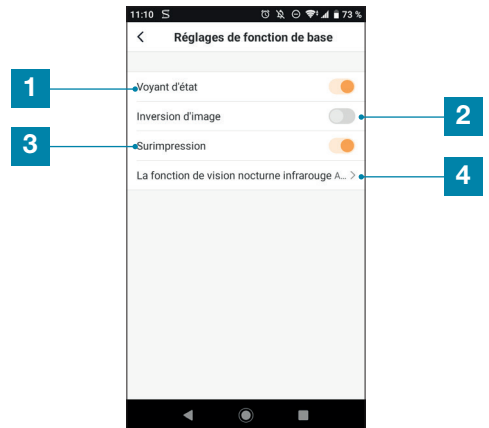 11:10 73 %
Réglages de fonction de base
1
Voyant d'état
Inversion d'image
2
3
Surimpression
La fonction de vision nocturne infrarouge A...
4